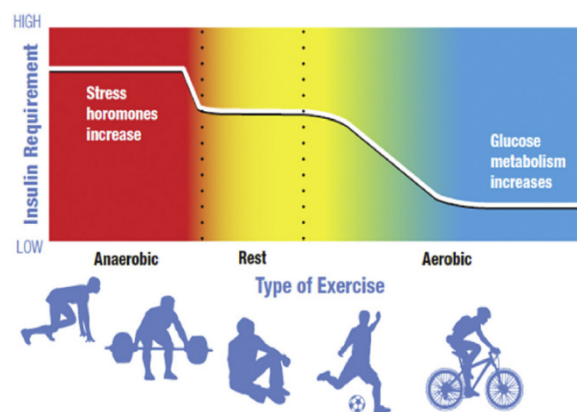 HIGH
Insulin Requirement
Stress
horomones
increase
Glucose
metabolism
increases
LOW
Anaerobic
Rest
Aerobic
Type of Exercise